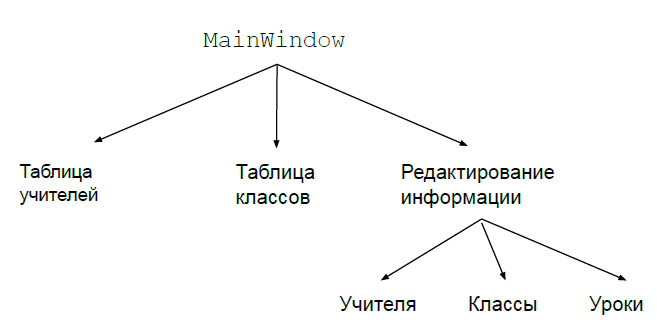 MainWindow
Таблица
учителей
Таблица
классов
Редактирование
информации
Учителя
Классы
Уроки